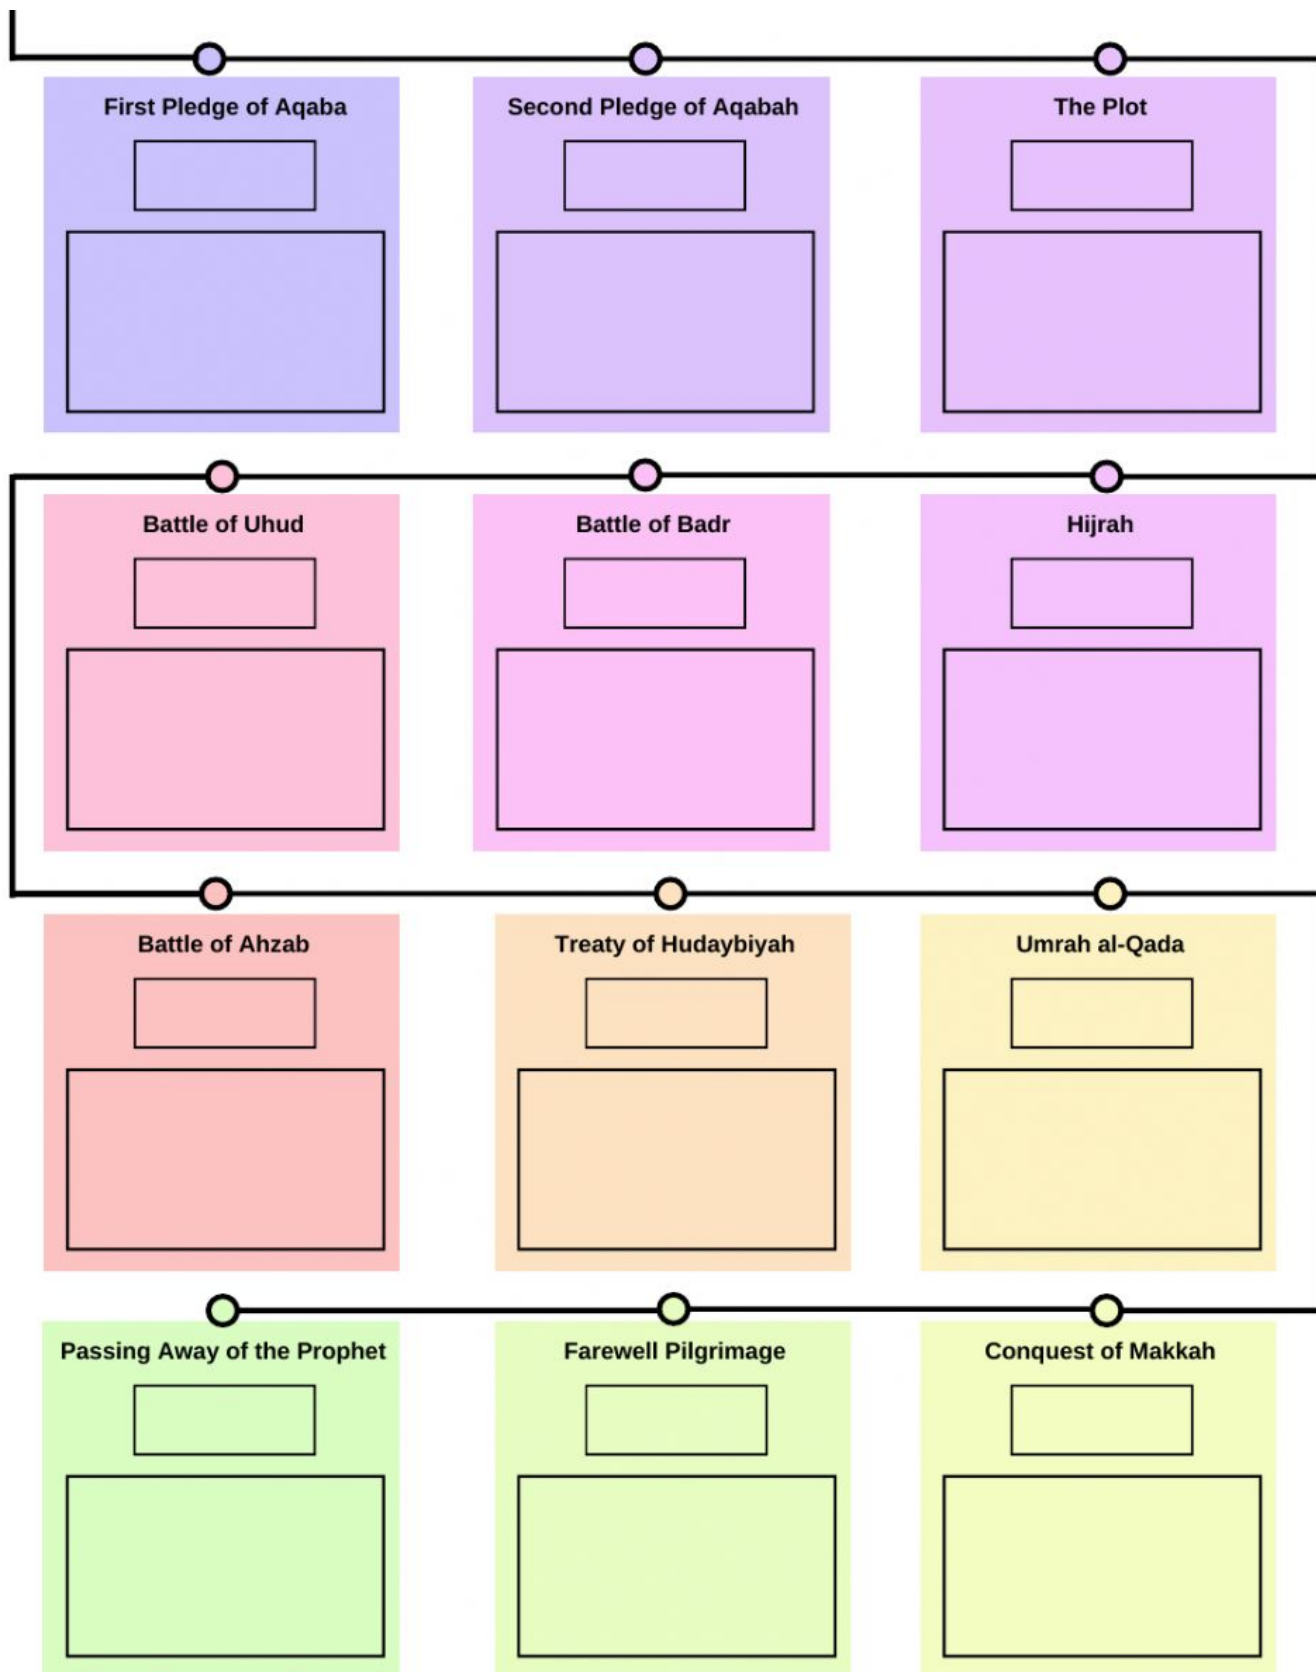 First Pledge of Aqaba
Second Pledge of Aqabah
The Plot
Battle of Uhud
Battle of Badr
Hijrah
Battle of Ahzab
Treaty of Hudaybiyah
Umrah al-Qada
Passing Away of the Prophet
Farewell Pilgrimage
Conquest of Makkah